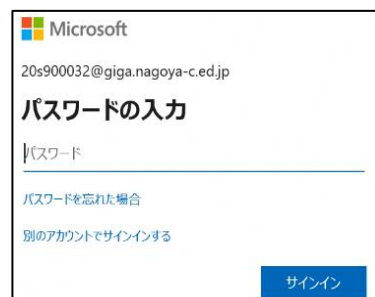 Microsoft
20s900032@giga.nagoya-c.ed.jp
パスワードの入力
パスワード
パスワードを忘れた場合
別のアカウントでサインインする
サインイン